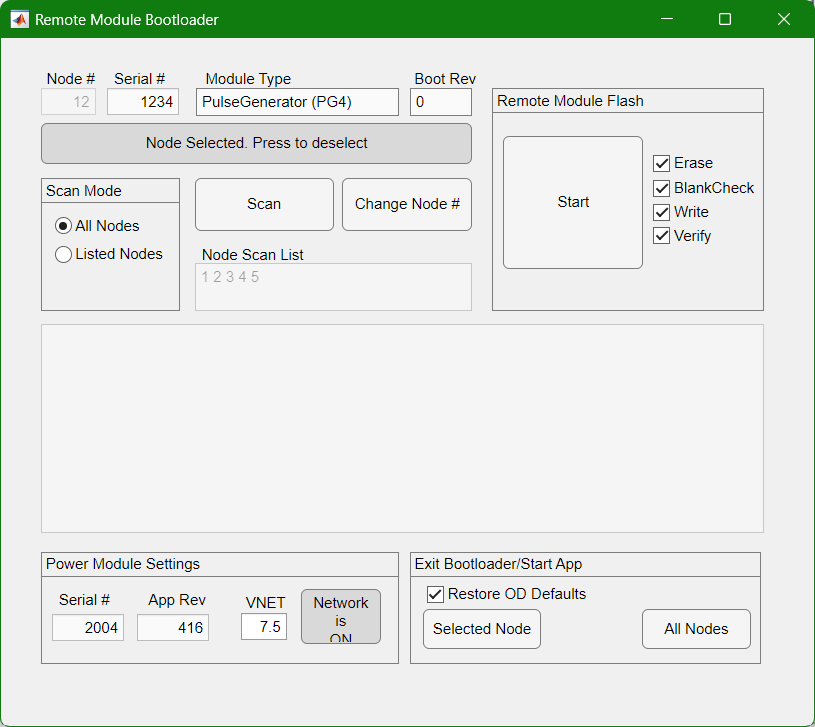 Remote Module Bootloader
Node # Serial # Module Type Boot Rev
12 1234 PulseGenerator (PG4) 0
Node Selected. Press to deselect
Scan Mode
All Nodes
Listed Nodes
Scan
Change Node #
Node Scan List
1 2 3 4 5
Remote Module Flash
Start
Erase
BlankCheck
Write
Verify
Power Module Settings
Serial # App Rev VNET
2004 416 7.5
Network
is
ON
Exit Bootloader/Start App
Restore OD Defaults
Selected Node
All Nodes